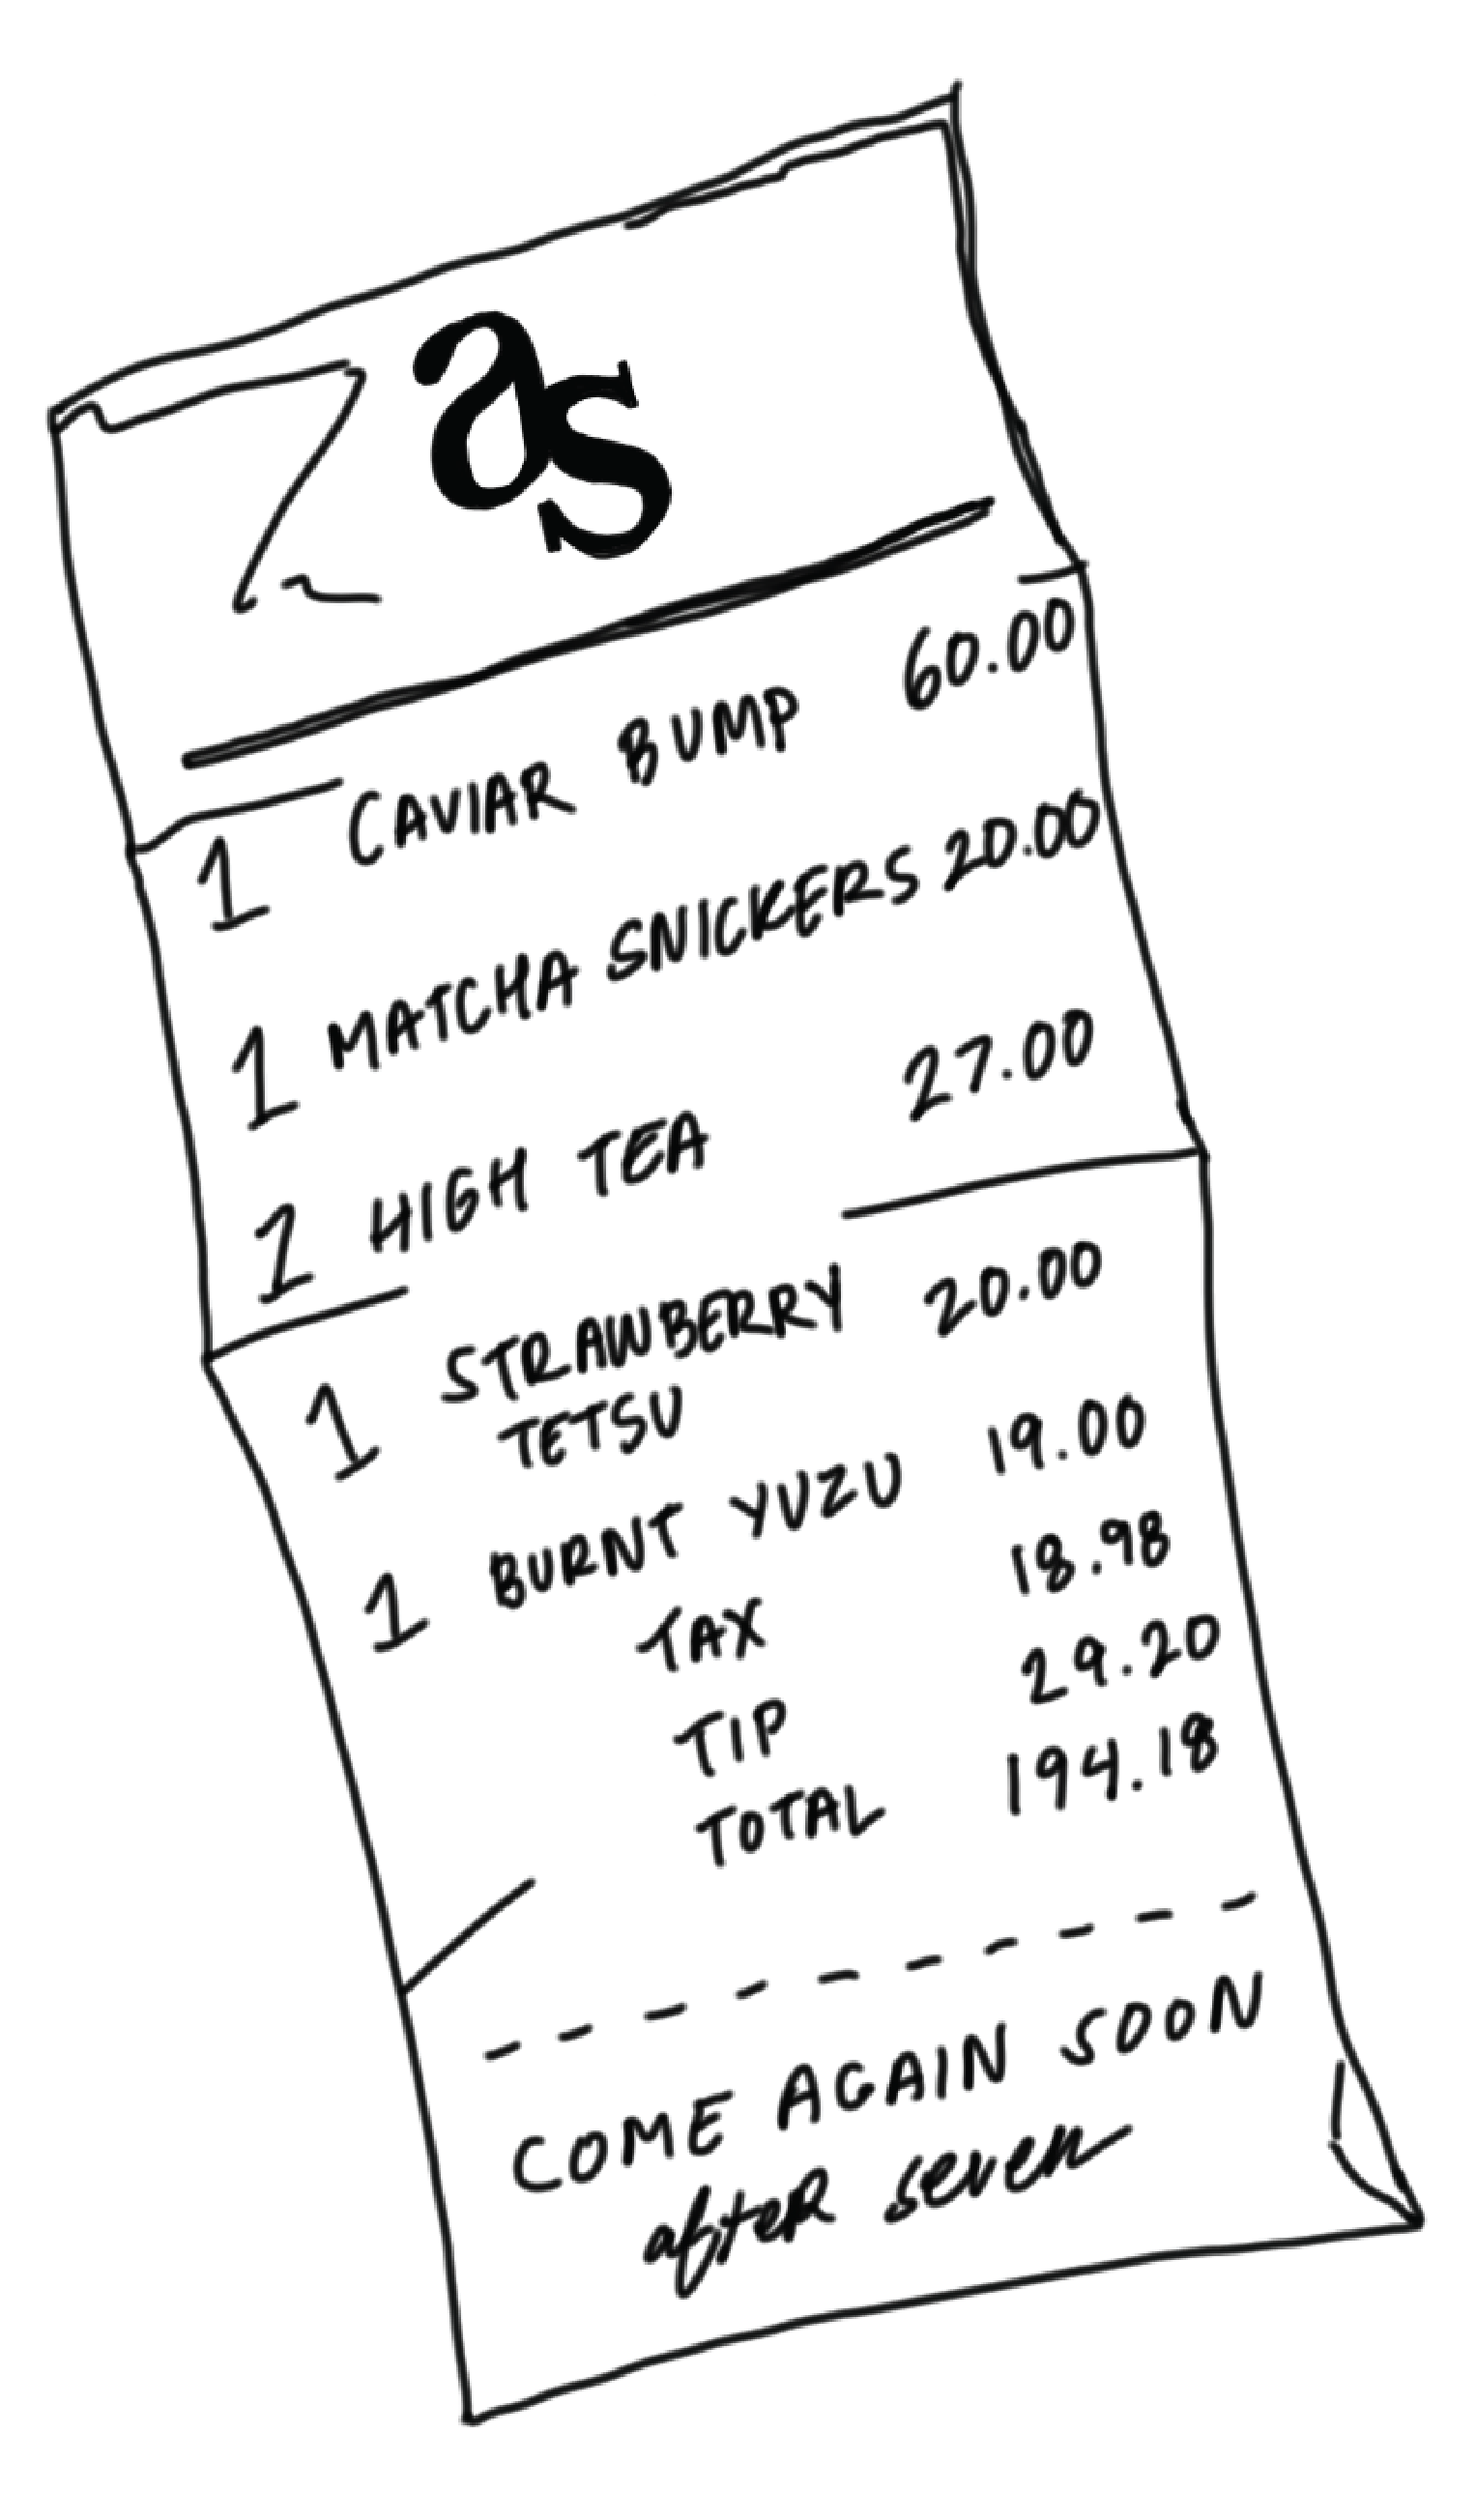 as
1 CAVIAR BUMP 60.00
1 MATCHA SNICKERS 20.00
1 HIGH TEA 27.00
1 STRAWBERRY 20.00
TETSU
1 BURNT YUZU 19.00
TAX 18.98
TIP 29.20
TOTAL 194.18
COME AGAIN SOON
after seven